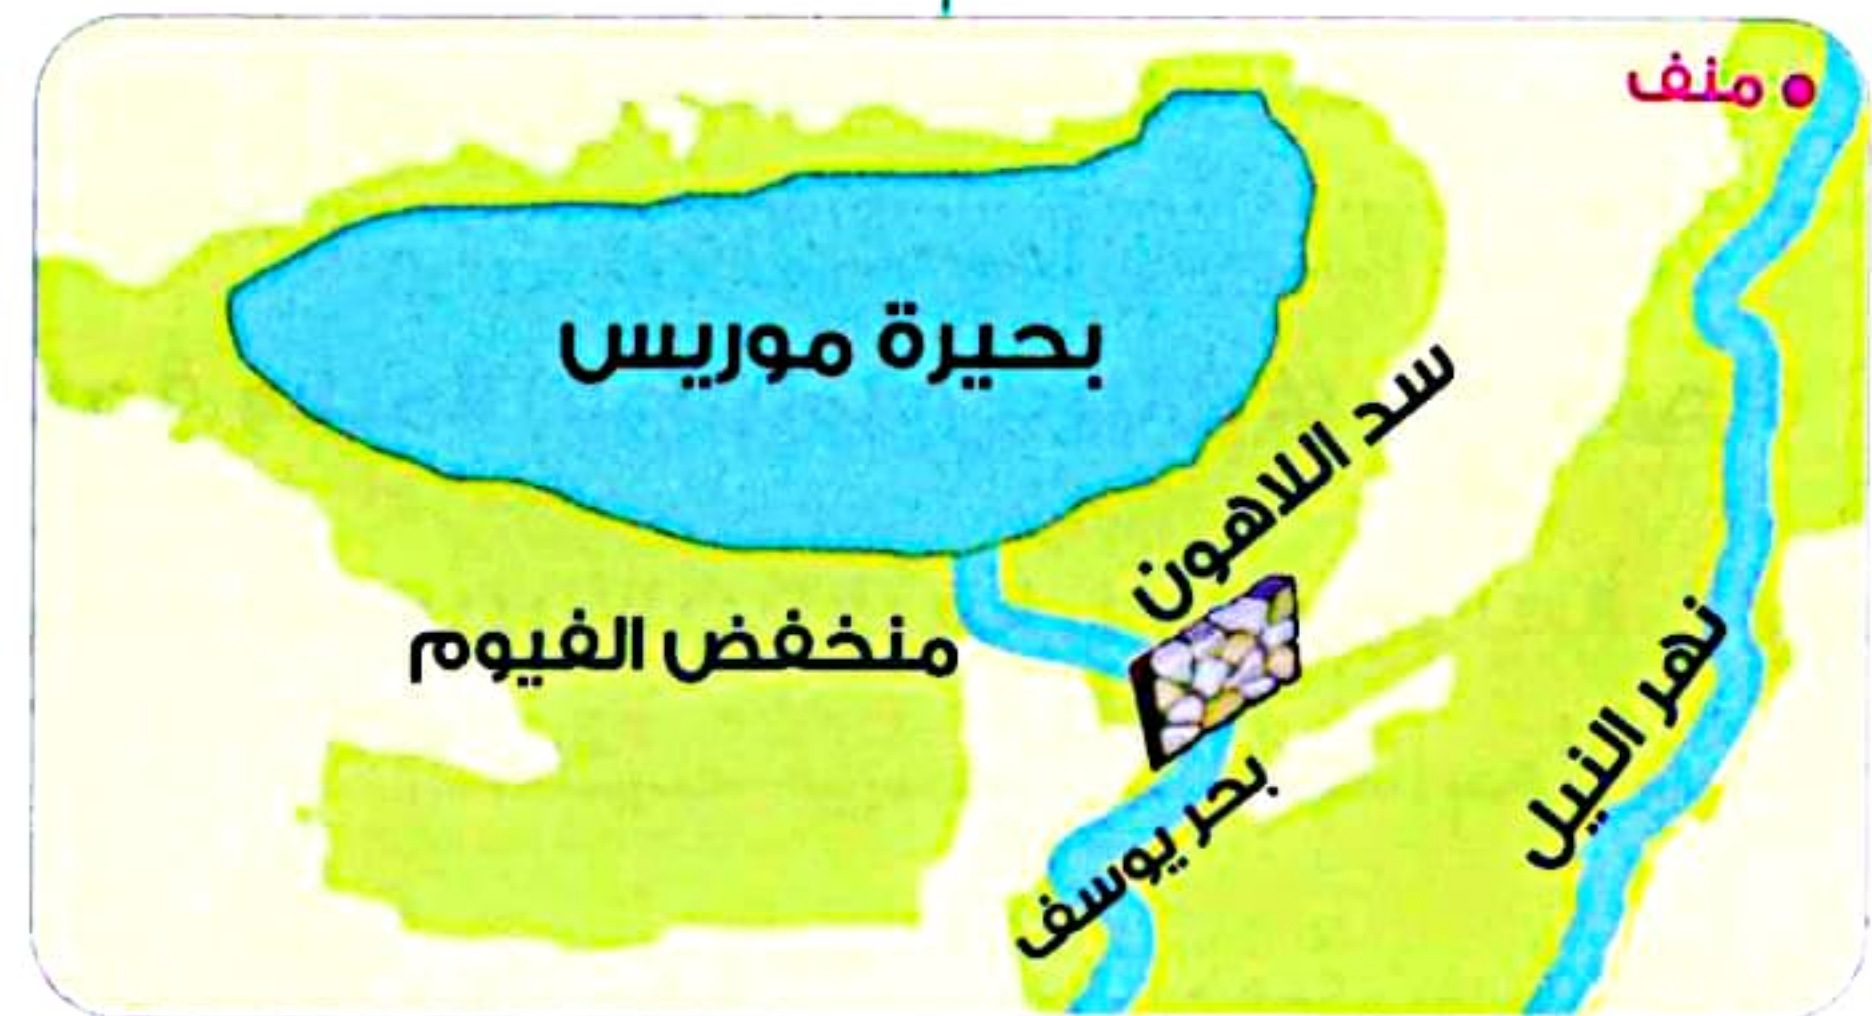 منف
بحيرة موريس
سد اللاهون
منخفض الفيوم
نهر النيل
بحر يوسف